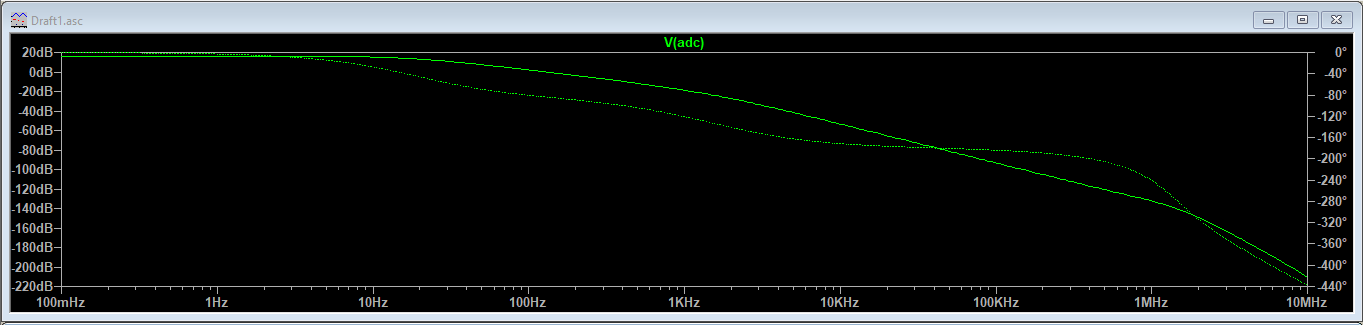 Draft1.asc
V(adc)
20dB
0dB
-20dB
-40dB
-60dB
-80dB
-100dB
-120dB
-140dB
-160dB
-180dB
-200dB
-220dB
0°
-40°
-80°
-120°
-160°
-200°
-240°
-280°
-320°
-360°
-400°
-440°
100mHz 1Hz 10Hz 100Hz 1KHz 10KHz 100KHz 1MHz 10MHz